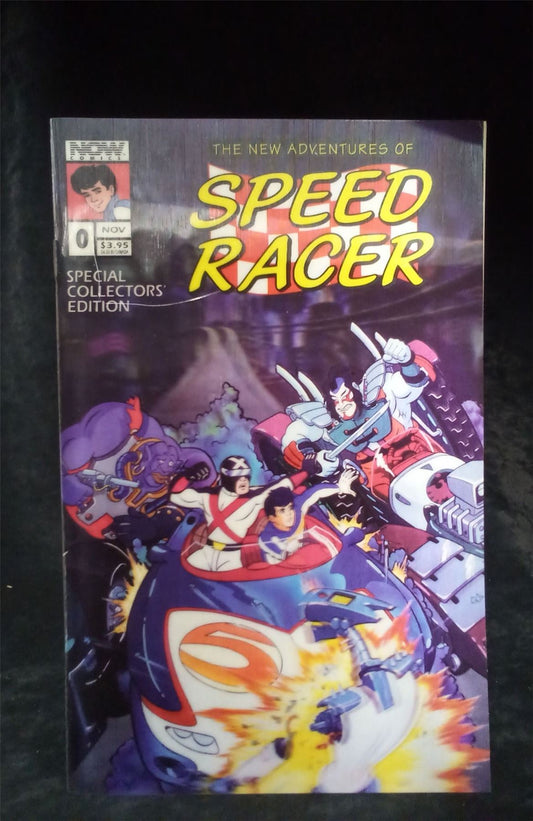 NOW
COMICS
0
NOV
$3.95
SPECIAL
COLLECTORS'
EDITION
THE NEW ADVENTURES OF
SPEED
RACER